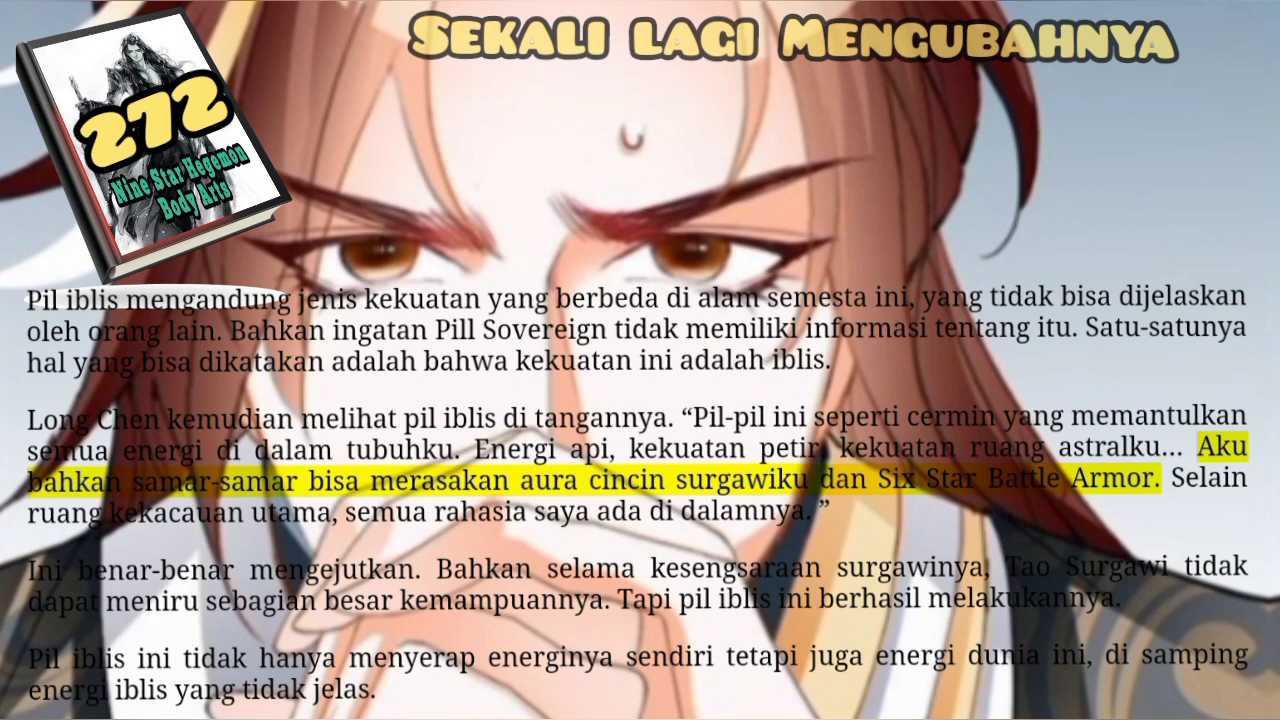 Sekali lagi Mengubahnya
272
Nine Star Hegemon
Body Arts
Pil iblis mengandung jenis kekuatan yang berbeda di alam semesta ini, yang tidak bisa dijelaskan
oleh orang lain. Bahkan ingatan Pill Sovereign tidak memiliki informasi tentang itu. Satu-satunya
hal yang bisa dikatakan adalah bahwa kekuatan ini adalah iblis.
Long Chen kemudian melihat pil iblis di tangannya. “Pil-pil ini seperti cermin yang memantulkan
semua energi di dalam tubuhku. Energi api, kekuatan petir, kekuatan ruang astralku... Aku
bahkan samar-samar bisa merasakan aura cincin surgawiku dan Six Star Battle Armor. Selain
ruang kekacauan utama, semua rahasia saya ada di dalamnya. ”
Ini benar-benar mengejutkan. Bahkan selama kesengsaraan surgawinya, Tao Surgawi tidak
dapat meniru sebagian besar kemampuannya. Tapi pil iblis ini berhasil melakukannya.
Pil iblis ini tidak hanya menyerap energinya sendiri tetapi juga energi dunia ini, di samping
energi iblis yang tidak jelas.